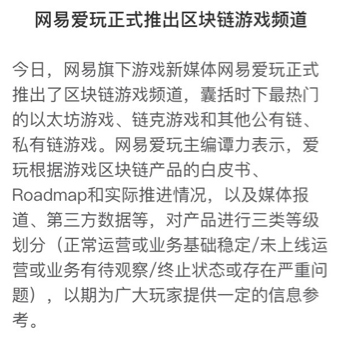 网易爱玩正式推出区块链游戏频道
今日，网易旗下游戏新媒体网易爱玩正式
推出了区块链游戏频道，囊括时下最热门
的以太坊游戏、链克游戏和其他公有链、
私有链游戏。网易爱玩主编谭力表示，爱
玩根据游戏区块链产品的白皮书、
Roadmap和实际推进情况，以及媒体报
道、第三方数据等，对产品进行三类等级
划分（正常运营或业务基础稳定/未上线运
营或业务有待观察/终止状态或存在严重问
题），以期为广大玩家提供一定的信息参
考。